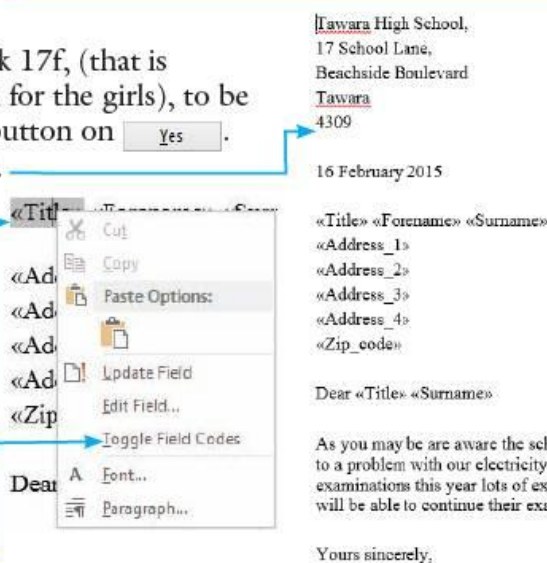 k 17f, (that is
for the girls), to be
button on Yes .
«Title»
Cut
Copy
Paste Options:
Update Field
Edit Field...
Toggle Field Codes
Font...
Paragraph...
«Ad
«Ad
«Ad
«Ad
«Zip
Dear
Tawara High School,
17 School Lane,
Beachside Boulevard
Tawara
4309
16 February 2015
«Title» «Forename» «Surname»
«Address_1»
«Address_2»
«Address_3»
«Address_4»
«Zip_code»
Dear «Title» «Surname»
As you may be are aware the scl
to a problem with our electricity
examinations this year lots of ex
will be able to continue their exa
Yours sincerely,